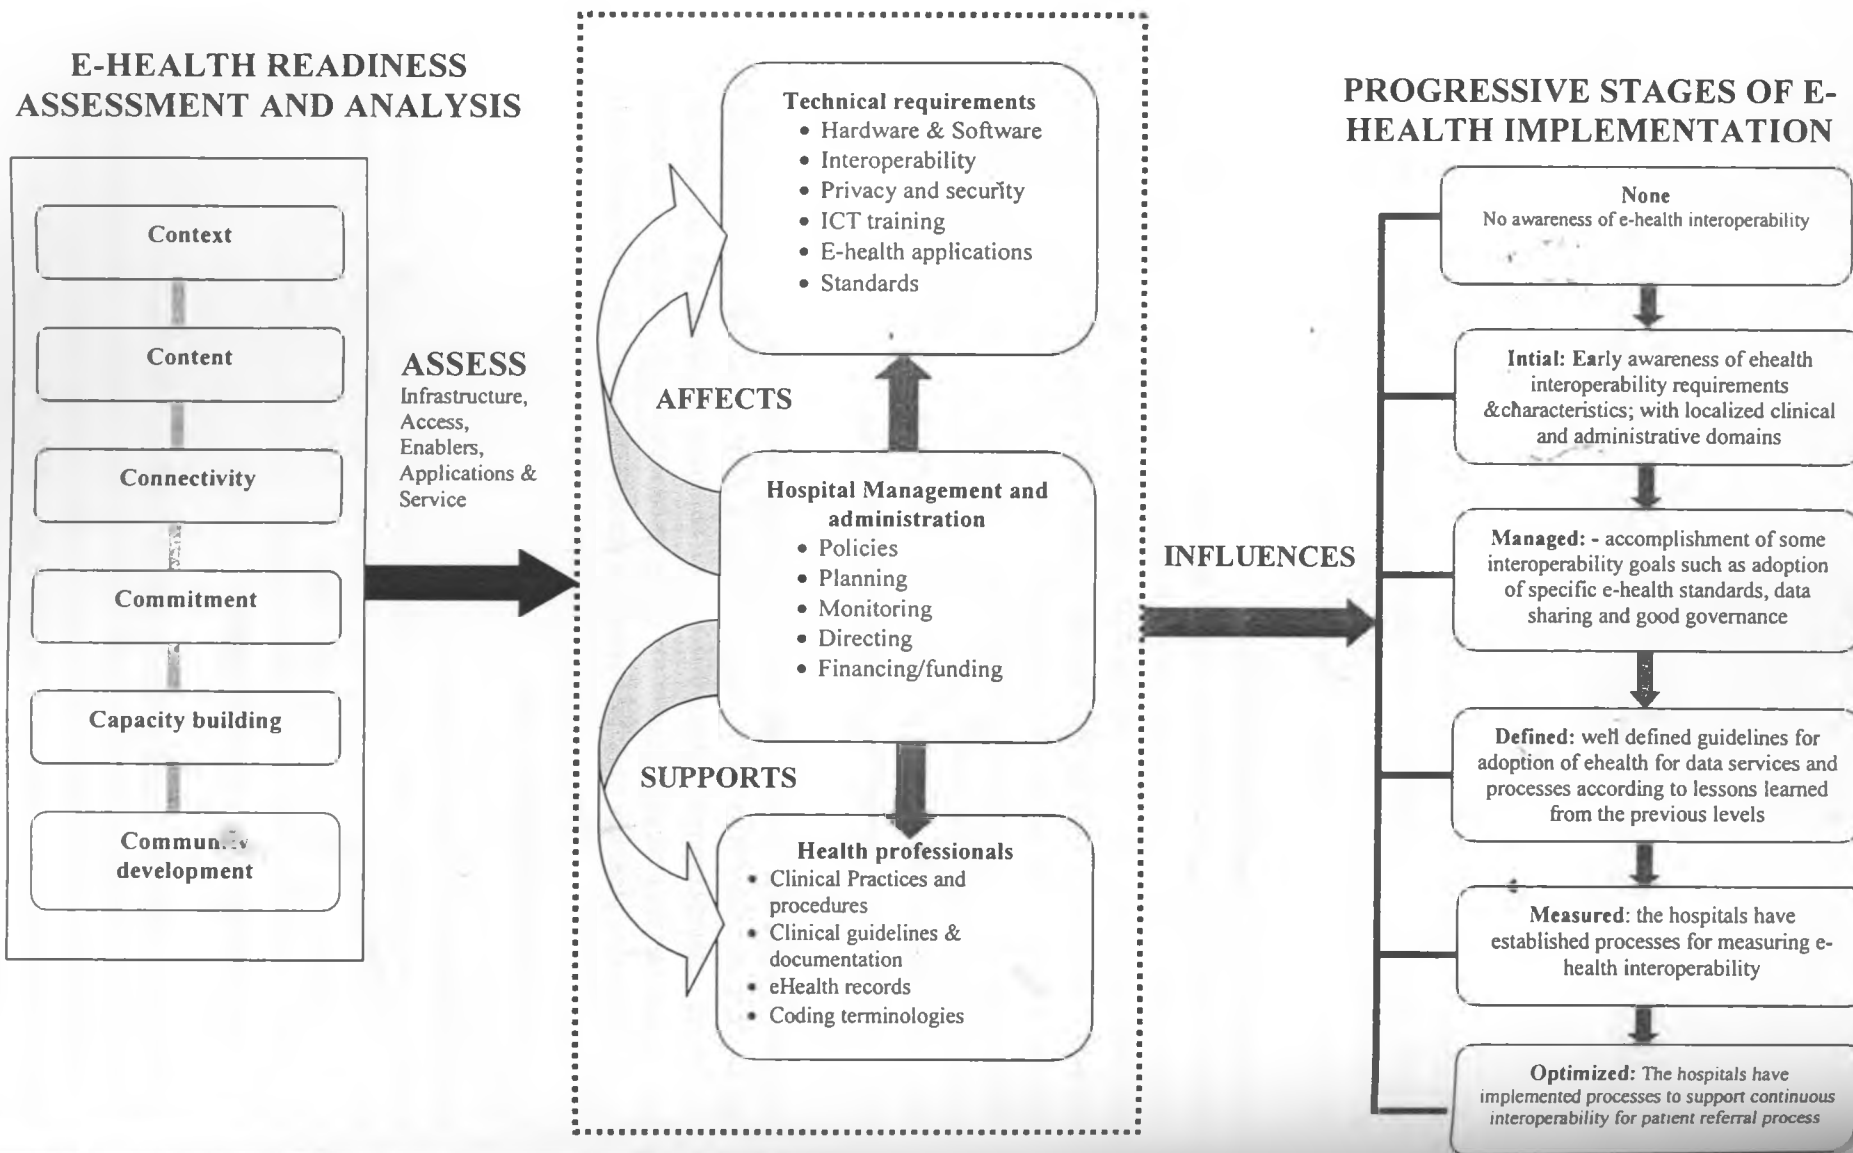 E-HEALTH READINESS
ASSESSMENT AND ANALYSIS
Context
Content
Connectivity
Commitment
Capacity building
development
ASSESS
Infrastructure,
Access,
Enablers,
Applications &
Service
Technical requirements
• Hardware & Software
• Interoperability
• Privacy and security
• ICT training
• E-health applications
• Standards
AFFECTS
Hospital Management and
administration
• Policies
• Planning
• Monitoring
• Directing
• Financing/funding
SUPPORTS
Health professionals
• Clinical Practices and
procedures
• Clinical guidelines &
documentation
• eHealth records
• Coding terminologies
INFLUENCES
PROGRESSIVE STAGES OF E-
HEALTH IMPLEMENTATION
None
No awareness of e-health interoperability
Intial: Early awareness of ehealth
interoperability requirements
&characteristics; with localized clinical
and administrative domains
Managed: - accomplishment of some
interoperability goals such as adoption
of specific e-health standards, data
sharing and good governance
Defined: well defined guidelines for
adoption of ehealth for data services and
processes according to lessons learned
from the previous levels
Measured: the hospitals have
established processes for measuring e-
health interoperability
Optimized: The hospitals have
implemented processes to support continuous
interoperability for patient referral process